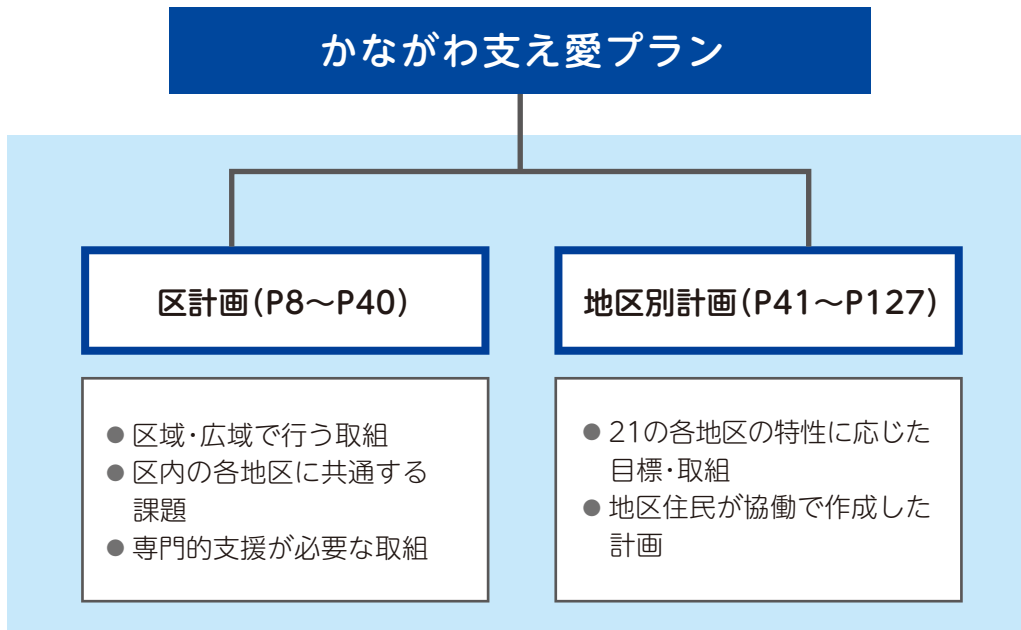 かながわ支え愛プラン
区計画(P8〜P40)
● 区域・広域で行う取組
● 区内の各地区に共通する
課題
● 専門的支援が必要な取組
地区別計画(P41〜P127)
● 21の各地区の特性に応じた
目標・取組
● 地区住民が協働で作成した
計画